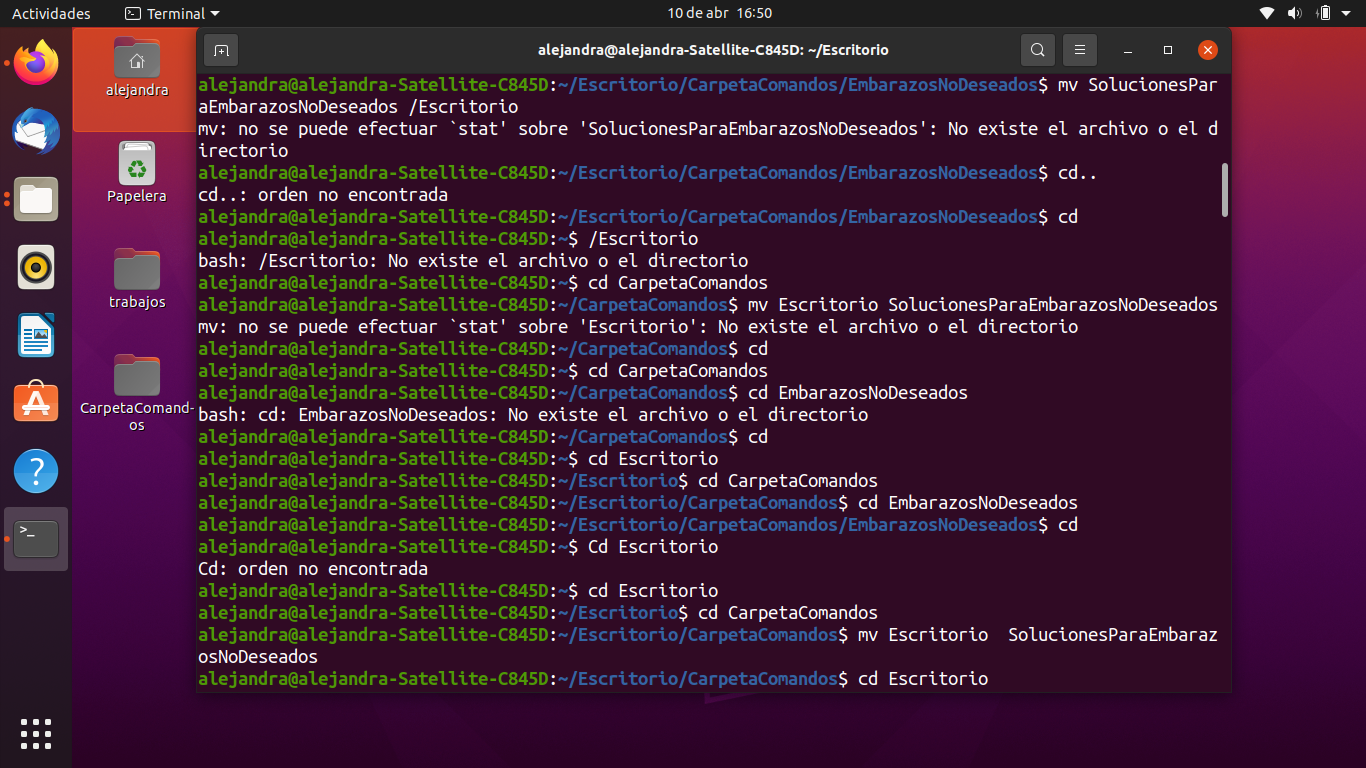 Actividades
Terminal
10 de abr 16:50
alejandra@alejandra-Satellite-C845D: ~/Escritorio
alejandra
Papelera
trabajos
CarpetaComand-
os
alejandra@alejandra-Satellite-C845D:~/Escritorio/CarpetaComandos/EmbarazosNoDeseados$ mv SolucionesPar
aEmbarazosNoDeseados /Escritorio
mv: no se puede efectuar `stat' sobre 'SolucionesParaEmbarazosNoDeseados': No existe el archivo o el d
irectorio
alejandra@alejandra-Satellite-C845D:~/Escritorio/CarpetaComandos/EmbarazosNoDeseados$ cd..
cd..: orden no encontrada
alejandra@alejandra-Satellite-C845D:~/Escritorio/CarpetaComandos/EmbarazosNoDeseados$ cd
alejandra@alejandra-Satellite-C845D:~$ /Escritorio
bash: /Escritorio: No existe el archivo o el directorio
alejandra@alejandra-Satellite-C845D:~$ cd CarpetaComandos
alejandra@alejandra-Satellite-C845D:~/CarpetaComandos$ mv Escritorio SolucionesParaEmbarazosNoDeseados
mv: no se puede efectuar `stat' sobre 'Escritorio': No existe el archivo o el directorio
alejandra@alejandra-Satellite-C845D:~/CarpetaComandos$ cd
alejandra@alejandra-Satellite-C845D:~$ cd CarpetaComandos
alejandra@alejandra-Satellite-C845D:~/CarpetaComandos$ cd EmbarazosNoDeseados
bash: cd: EmbarazosNoDeseados: No existe el archivo o el directorio
alejandra@alejandra-Satellite-C845D:~/CarpetaComandos$ cd
alejandra@alejandra-Satellite-C845D:~$ cd Escritorio
alejandra@alejandra-Satellite-C845D:~/Escritorio$ cd CarpetaComandos
alejandra@alejandra-Satellite-C845D:~/Escritorio/CarpetaComandos$ cd EmbarazosNoDeseados
alejandra@alejandra-Satellite-C845D:~/Escritorio/CarpetaComandos/EmbarazosNoDeseados$ cd
alejandra@alejandra-Satellite-C845D:~$ Cd Escritorio
Cd: orden no encontrada
alejandra@alejandra-Satellite-C845D:~$ cd Escritorio
alejandra@alejandra-Satellite-C845D:~/Escritorio$ cd CarpetaComandos
alejandra@alejandra-Satellite-C845D:~/Escritorio/CarpetaComandos$ mv Escritorio  SolucionesParaEmbaraz
osNoDeseados
alejandra@alejandra-Satellite-C845D:~/Escritorio/CarpetaComandos$ cd Escritorio